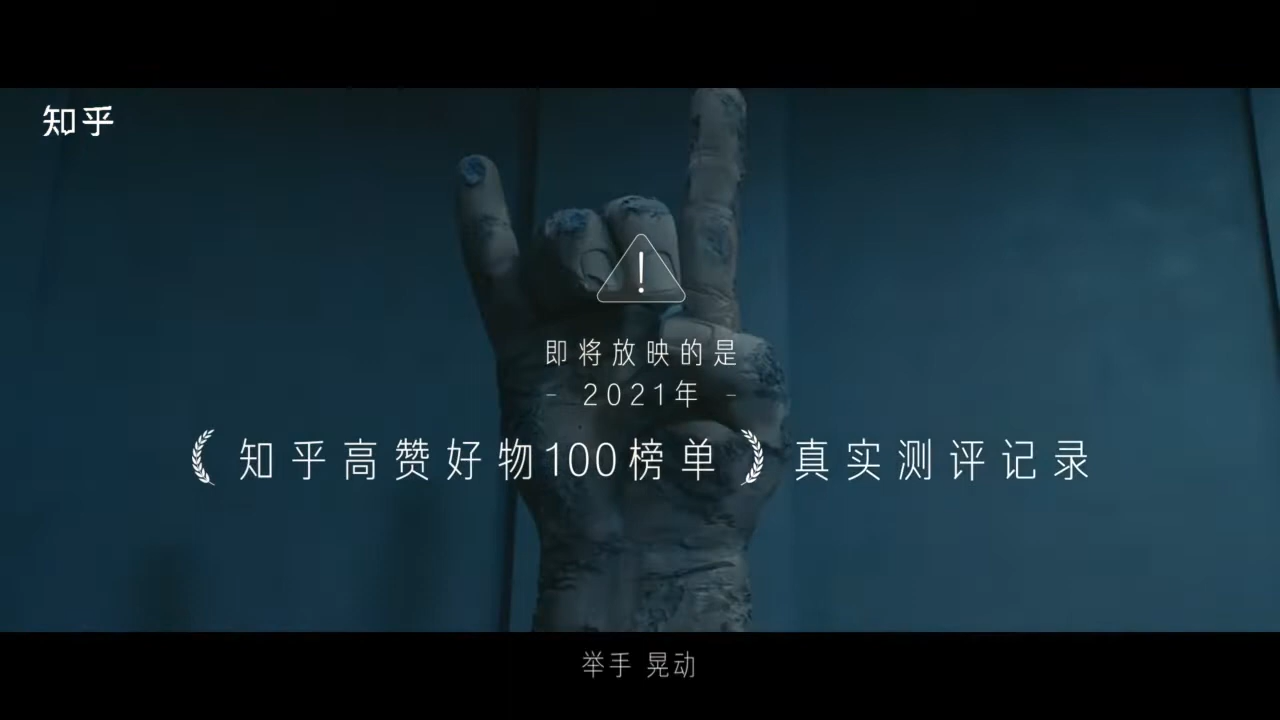 知乎
!
即将放映的是
- 2021年 -
《知乎高赞好物100榜单》真实测评记录
举手 晃动